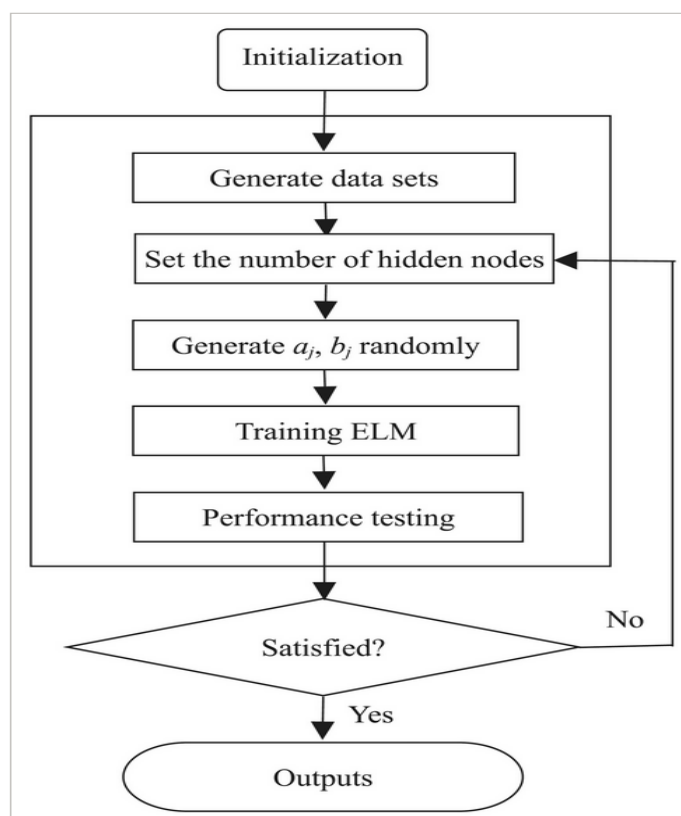 Initialization
Generate data sets
Set the number of hidden nodes
Generate aⱼ, bⱼ randomly
Training ELM
Performance testing
Satisfied?
No
Yes
Outputs